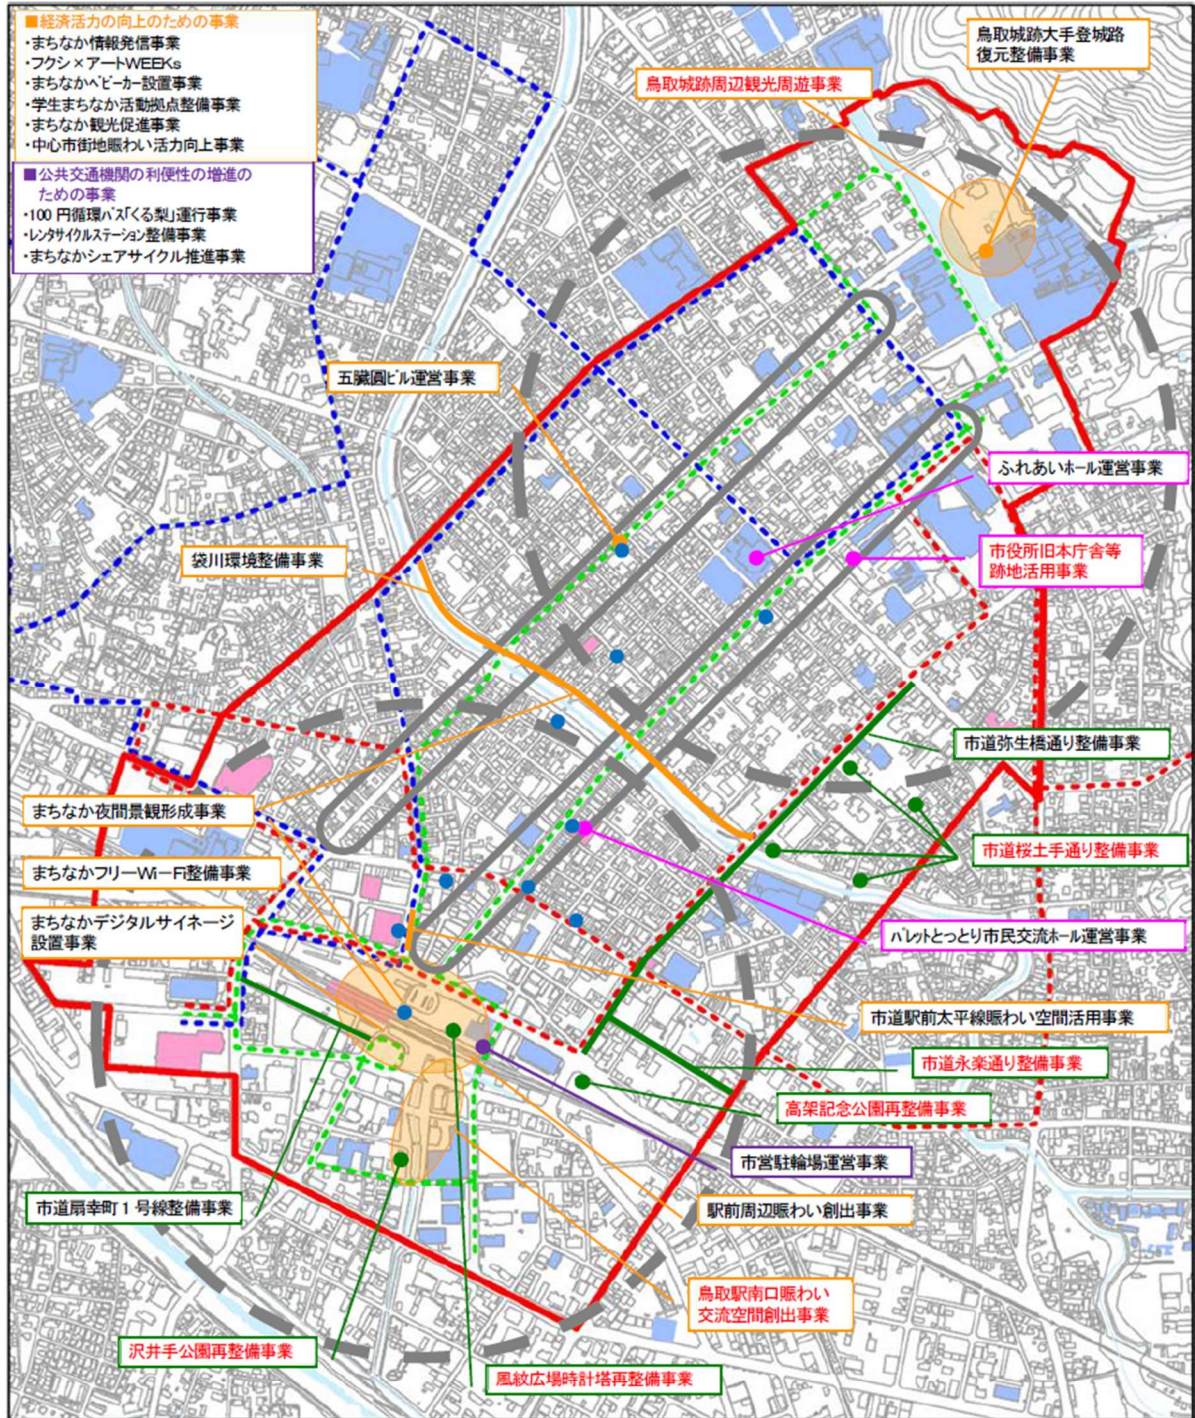 ■経済活力の向上のための事業
・まちなか情報発信事業
・フクシ×アートWEEKs
・まちなかベビーカー設置事業
・学生まちなか活動拠点整備事業
・まちなか観光促進事業
・中心市街地賑わい活力向上事業
■公共交通機関の利便性の増進の
ための事業
・100円循環バス「くる梨」運行事業
・レンタサイクルステーション整備事業
・まちなかシェアサイクル推進事業
鳥取城跡大手登城路
復元整備事業
鳥取城跡周辺観光周遊事業
五臓圓ビル運営事業
ふれあいホール運営事業
袋川環境整備事業
市役所旧本庁舎等
跡地活用事業
市道弥生橋通り整備事業
まちなか夜間景観形成事業
市道桜土手通り整備事業
まちなかフリーWi-Fi整備事業
まちなかデジタルサイネージ
設置事業
パレットとっとり市民交流ホール運営事業
市道駅前太平線賑わい空間活用事業
市道永楽通り整備事業
高架記念公園再整備事業
市営駐輪場運営事業
市道扇幸町1号線整備事業
駅前周辺賑わい創出事業
鳥取駅南口賑わい
交流空間創出事業
沢井手公園再整備事業
風紋広場時計塔再整備事業